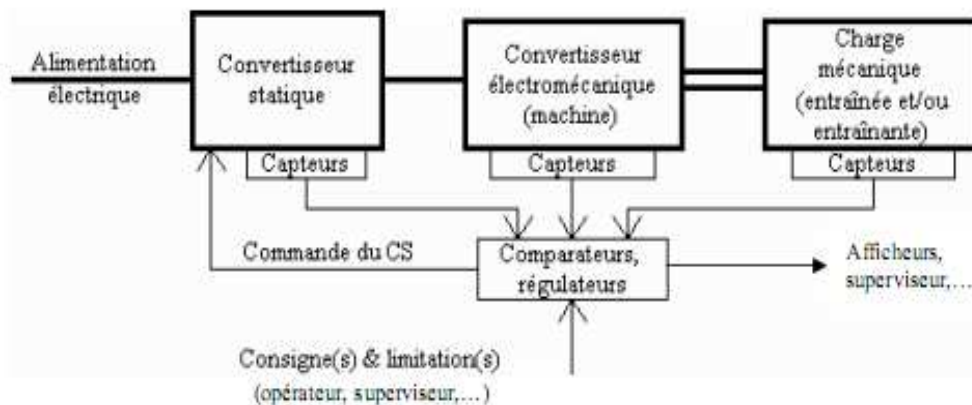 Alimentation
électrique
Convertisseur
statique
Convertisseur
électromécanique
(machine)
Charge
mécanique
(entraînée et/ou
entraînante)
Capteurs
Capteurs
Capteurs
Commande du CS
Comparateurs,
régulateurs
Afficheurs,
superviseur,…
Consigne(s) & limitation(s)
(opérateur, superviseur,…)